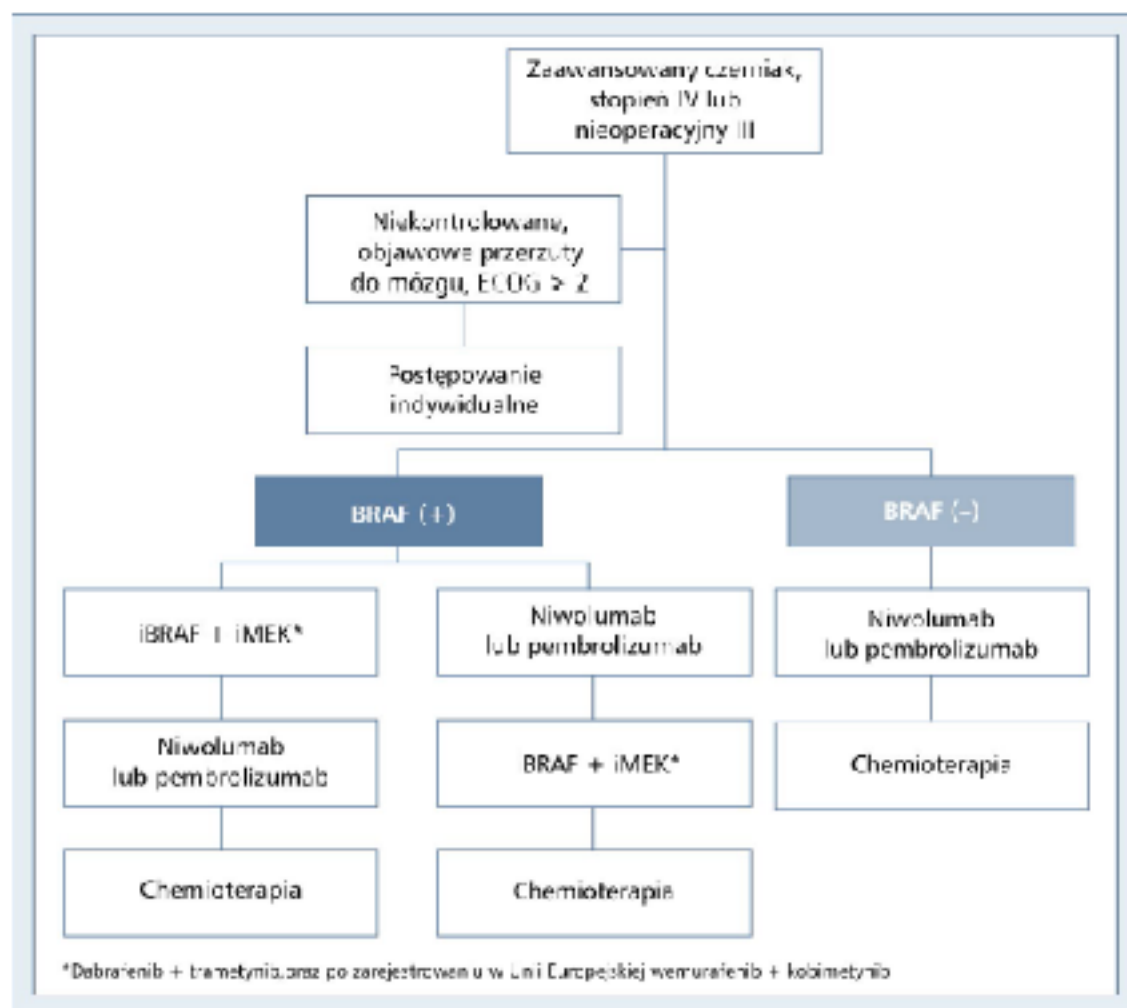 Zaawansowany czerniak,
stopień IV lub
nieoperacyjny III
Niekontrolowane,
objawowe przerzuty
do mózgu, ECOG > 2
Postępowanie
indywidualne
BRAF (+)
BRAF (–)
iBRAF + iMEK*
Niwolumab
lub pembrolizumab
Niwolumab
lub pembrolizumab
Niwolumab
lub pembrolizumab
BRAF + iMEK*
Chemioterapia
Chemioterapia
Chemioterapia
*Dabrafenib + trametynib oraz po zarejestrowaniu w Unii Europejskiej wemurafenib + kobimetynib